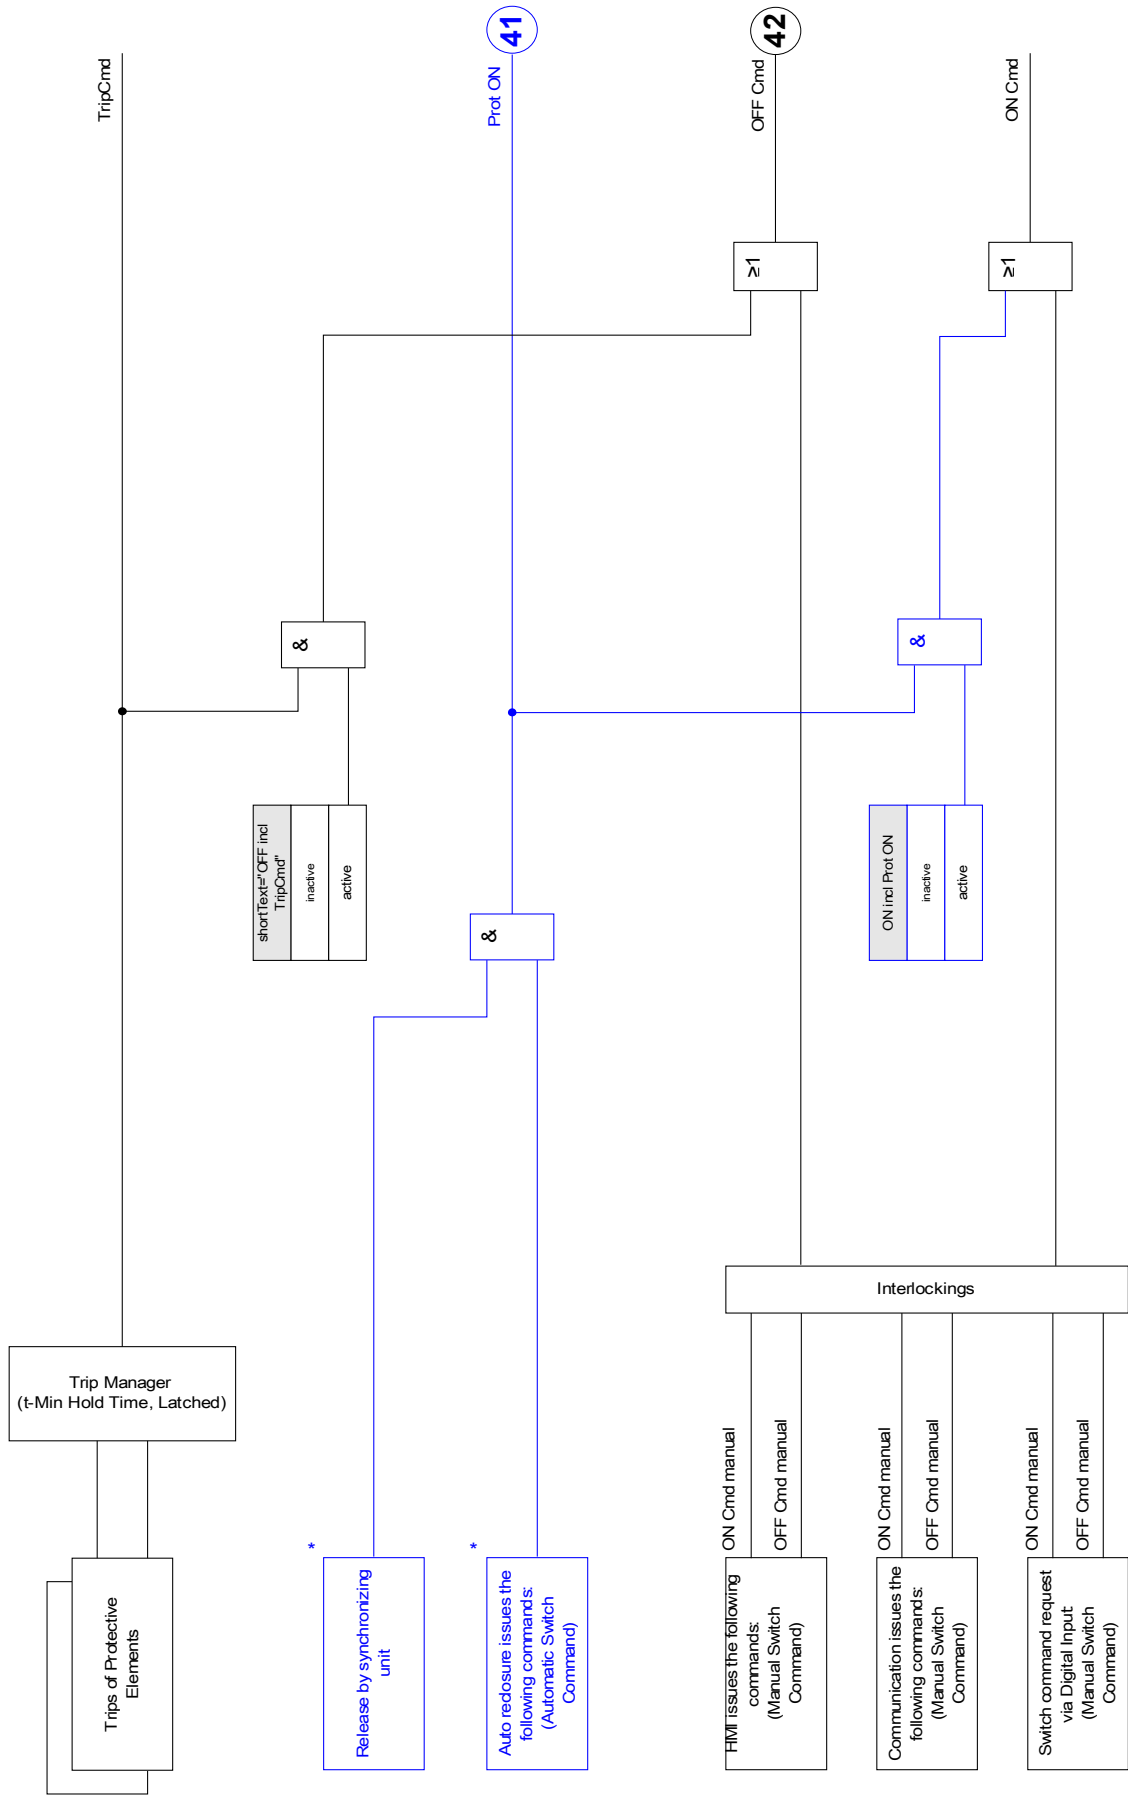 Trips of Protective
Elements
Trip Manager
(t-Min Hold Time, Latched)
TripCmd
shortText="OFF incl
TripCmd"
inactive
active
&
*
Release by synchronizing
unit
*
Auto reclosure issues the
following commands:
(Automatic Switch
Command)
&
Prot ON
41
HMI issues the following
commands:
(Manual Switch
Command)
ON Cmd manual
OFF Cmd manual
Communication issues the
following commands:
(Manual Switch
Command)
ON Cmd manual
OFF Cmd manual
Switch command request
via Digital Input:
(Manual Switch
Command)
ON Cmd manual
OFF Cmd manual
Interlockings
ON incl Prot ON
inactive
active
&
≥1
OFF Cmd
42
≥1
ON Cmd